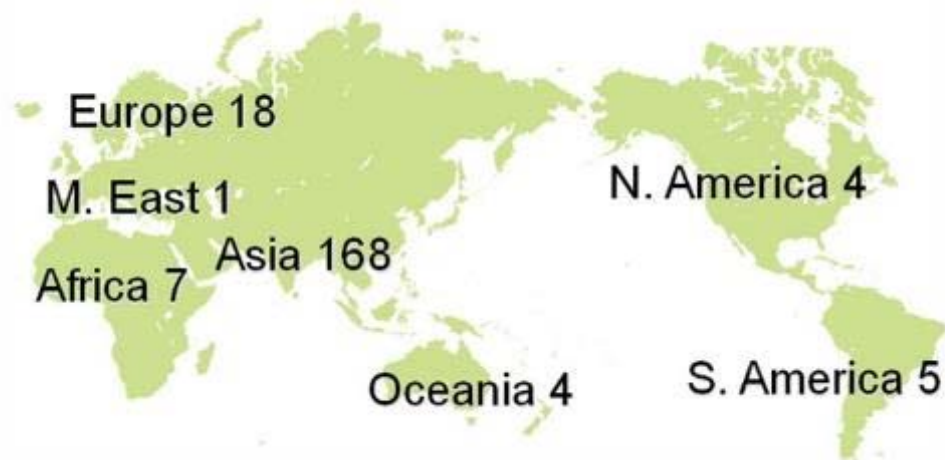 Europe 18
M. East 1
N. America 4
Asia 168
Africa 7
Oceania 4
S. America 5